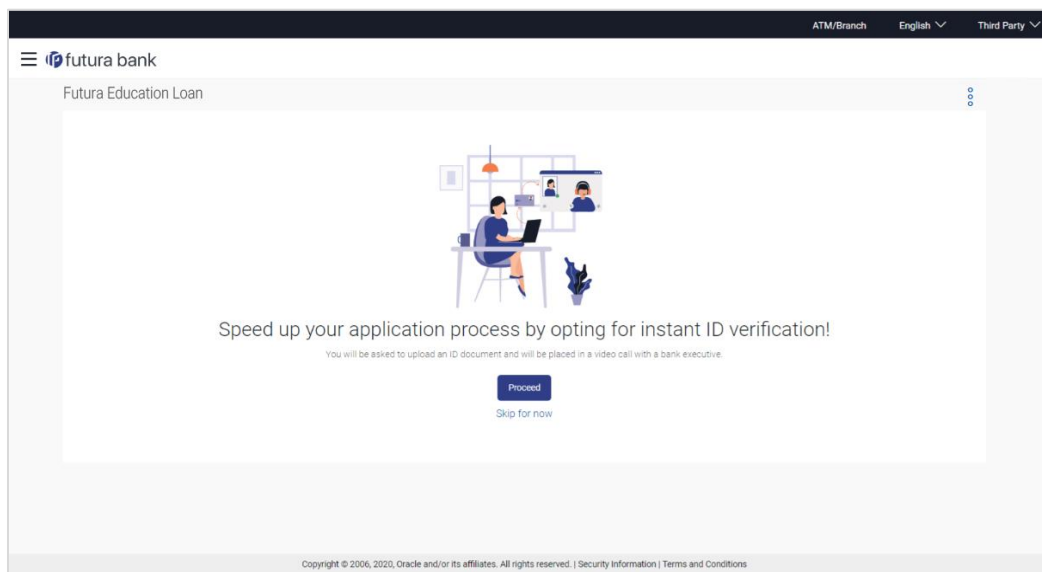 ATM/Branch English Third Party
futura bank
Futura Education Loan
Speed up your application process by opting for instant ID verification!
You will be asked to upload an ID document and will be placed in a video call with a bank executive.
Proceed
Skip for now
Copyright © 2006, 2020, Oracle and/or its affiliates. All rights reserved. | Security Information | Terms and Conditions